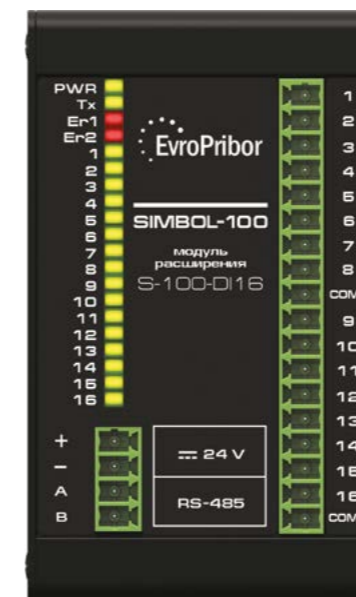 PWR
Tx
Er1
Er2
1
2
3
4
5
6
7
8
9
10
11
12
13
14
15
16
+
−
A
B
EvroPribor
SIMBOL-100
модуль
расширения
S-100-DI16
24 V
RS-485
1
2
3
4
5
6
7
8
COM
9
10
11
12
13
14
15
16
COM